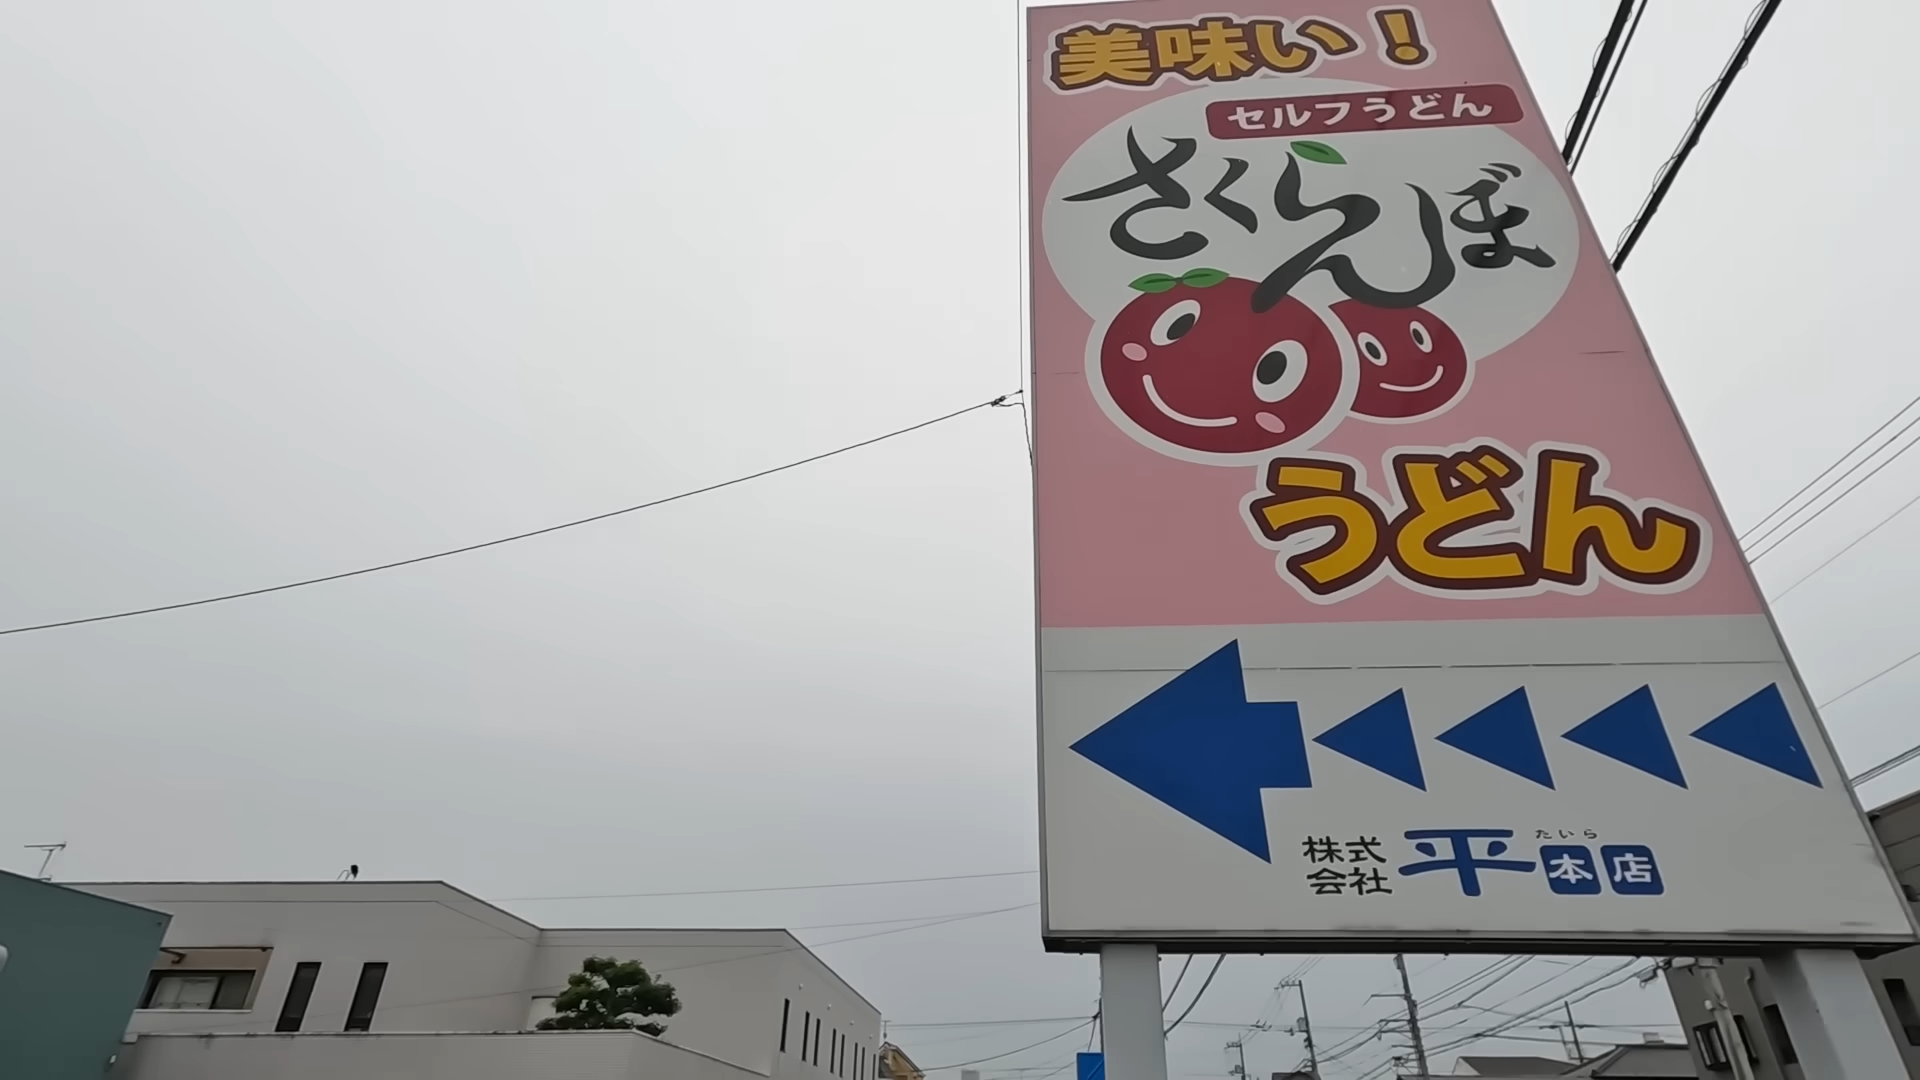 美味い！
セルフうどん
さくらんぼ
うどん
たいら
株式会社 平本店